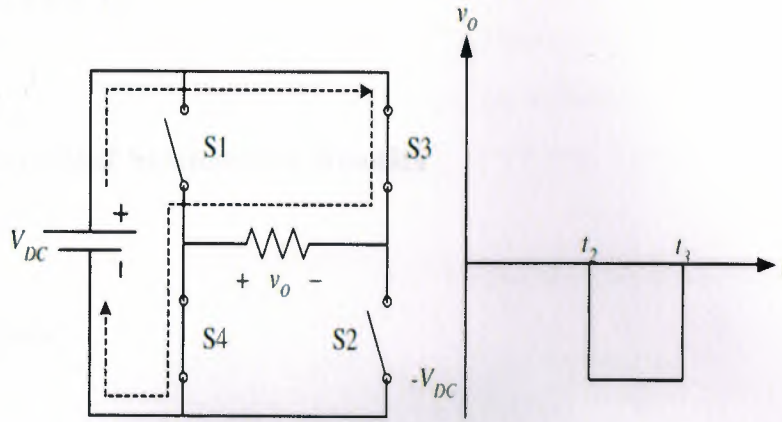 v_O
S1
S3
+
V_DC
−
t_2
t_3
+ v_O −
S4
S2
-V_DC